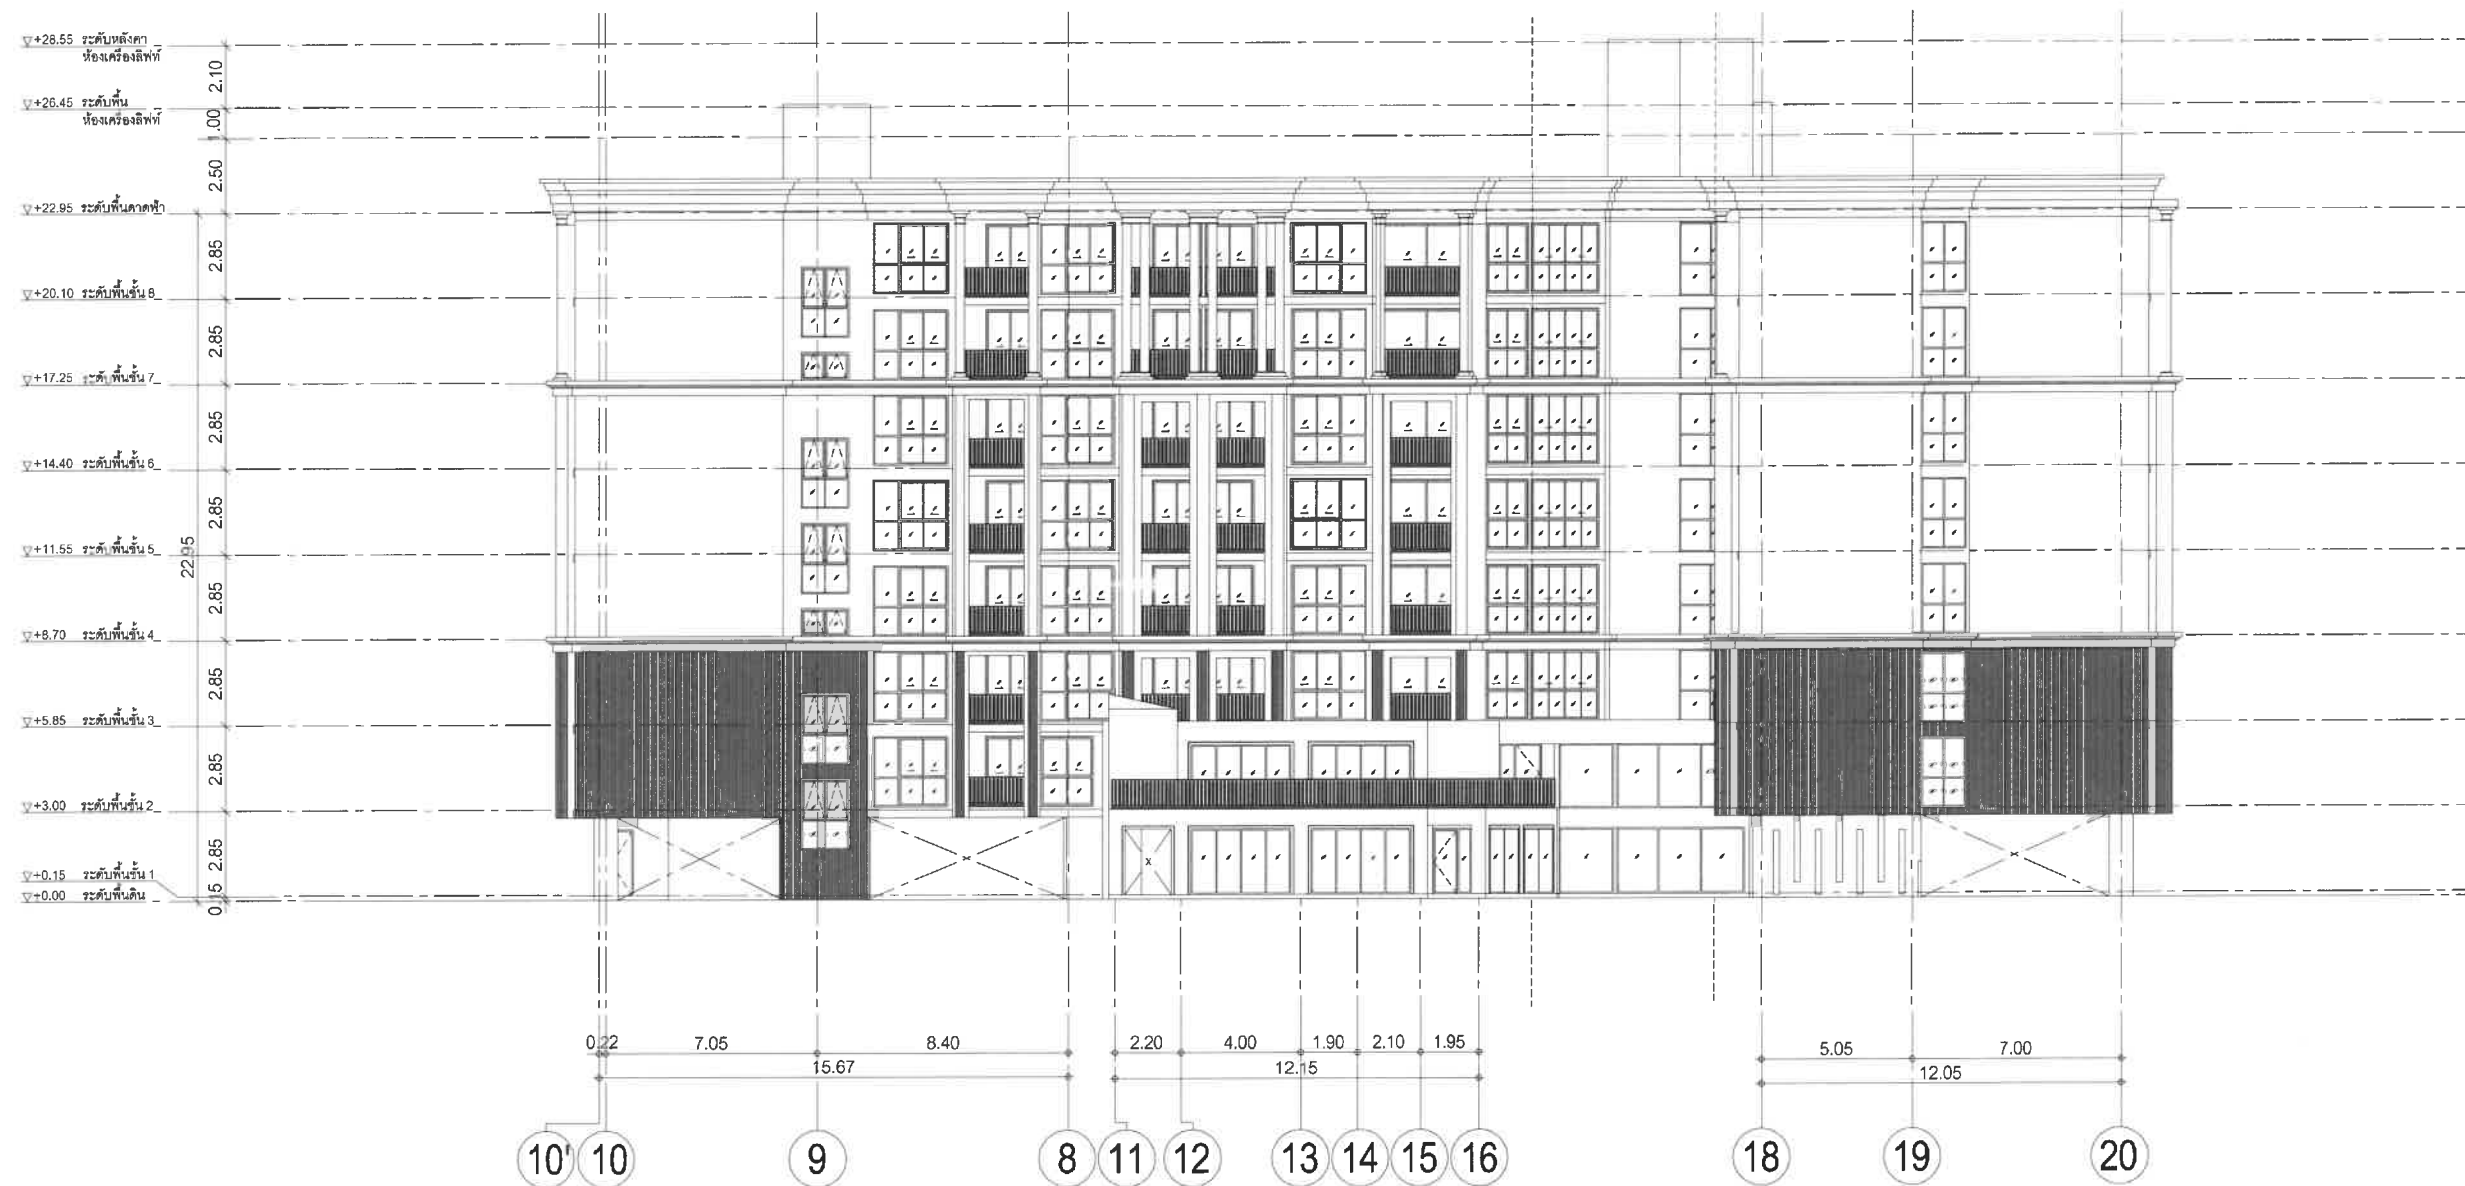 +28.55 ระดับหลังคา
ห้องเครื่องลิฟท์
2.10
+26.45 ระดับพื้น
ห้องเครื่องลิฟท์
1.00
2.50
+22.95 ระดับพื้นดาดฟ้า
2.85
+20.10 ระดับพื้นชั้น 8
2.85
+17.25 ระดับพื้นชั้น 7
2.85
+14.40 ระดับพื้นชั้น 6
2.85
+11.55 ระดับพื้นชั้น 5
22.95
2.85
+8.70 ระดับพื้นชั้น 4
2.85
+5.85 ระดับพื้นชั้น 3
2.85
+3.00 ระดับพื้นชั้น 2
2.85
+0.15 ระดับพื้นชั้น 1
+0.00 ระดับพื้นดิน
0.15
X
0.22 7.05 8.40 2.20 4.00 1.90 2.10 1.95 5.05 7.00
15.67 12.15 12.05
10' 10 9 8 11 12 13 14 15 16 18 19 20